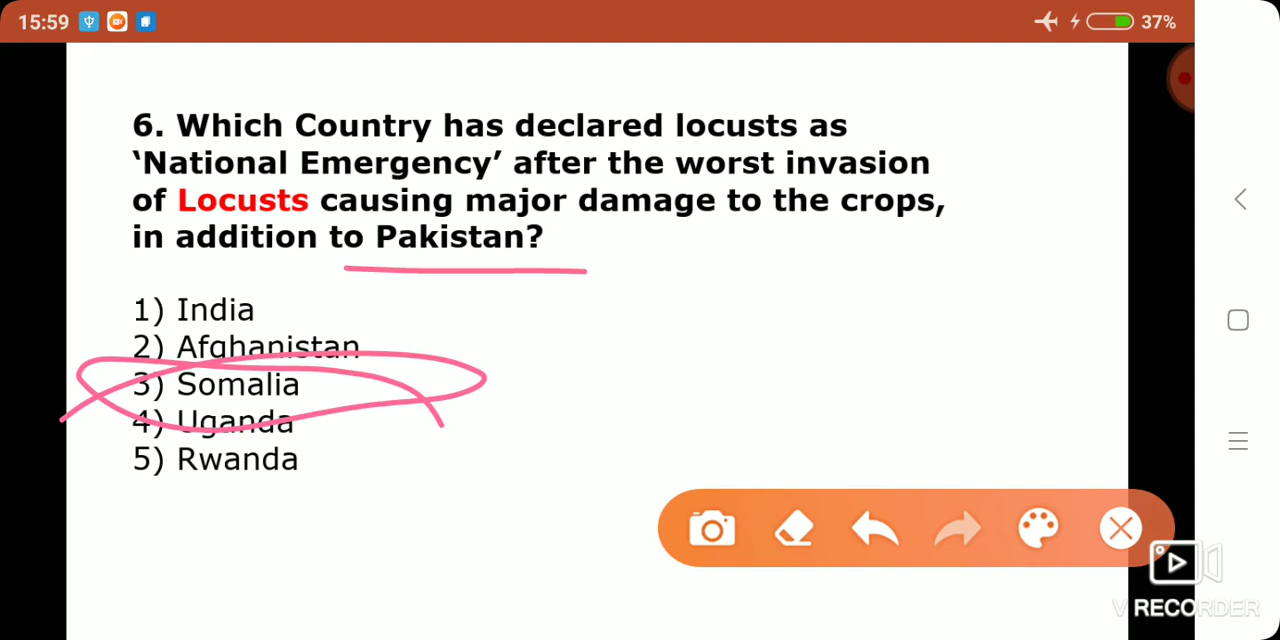 15:59
37%
6. Which Country has declared locusts as
‘National Emergency’ after the worst invasion
of Locusts causing major damage to the crops,
in addition to Pakistan?
1) India
2) Afghanistan
3) Somalia
4) Uganda
5) Rwanda
V RECORDER